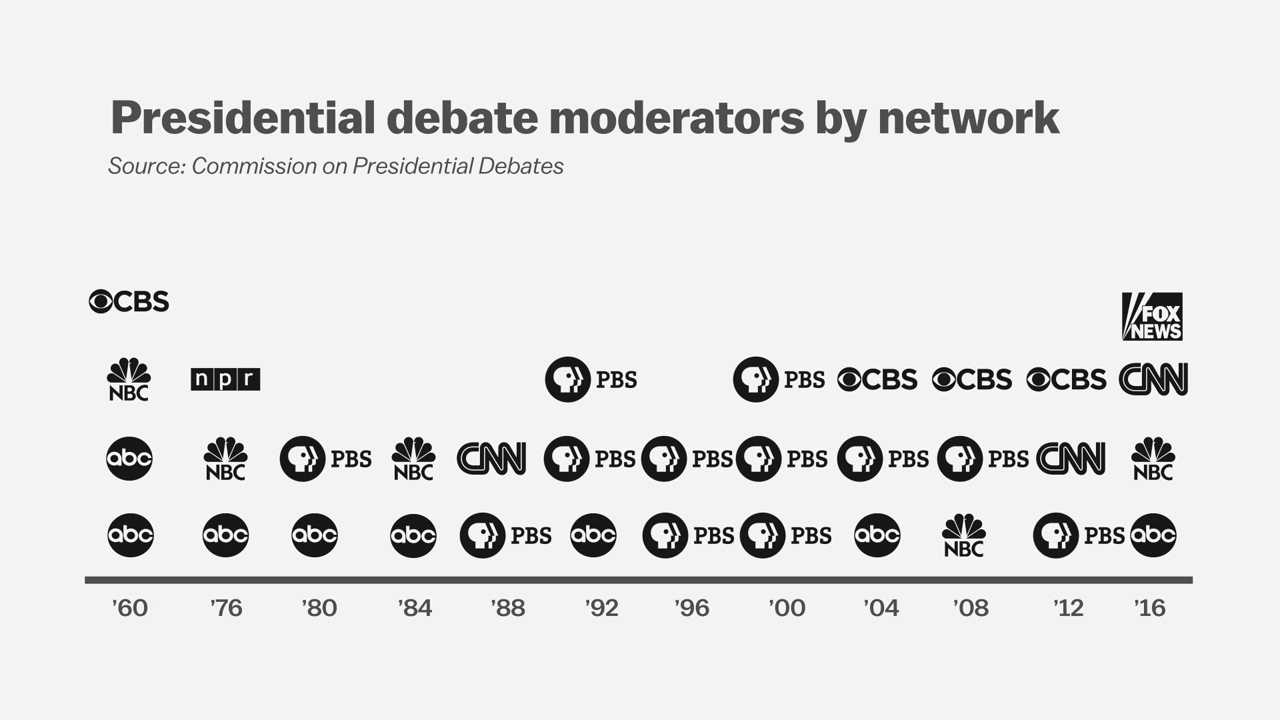 Presidential debate moderators by network
Source: Commission on Presidential Debates
CBS FOX NEWS
NBC npr PBS PBS CBS CBS CBS CNN
abc NBC PBS NBC CNN PBS PBS PBS PBS PBS CNN NBC
abc abc abc abc PBS abc PBS PBS abc NBC PBS abc
’60 ’76 ’80 ’84 ’88 ’92 ’96 ’00 ’04 ’08 ’12 ’16